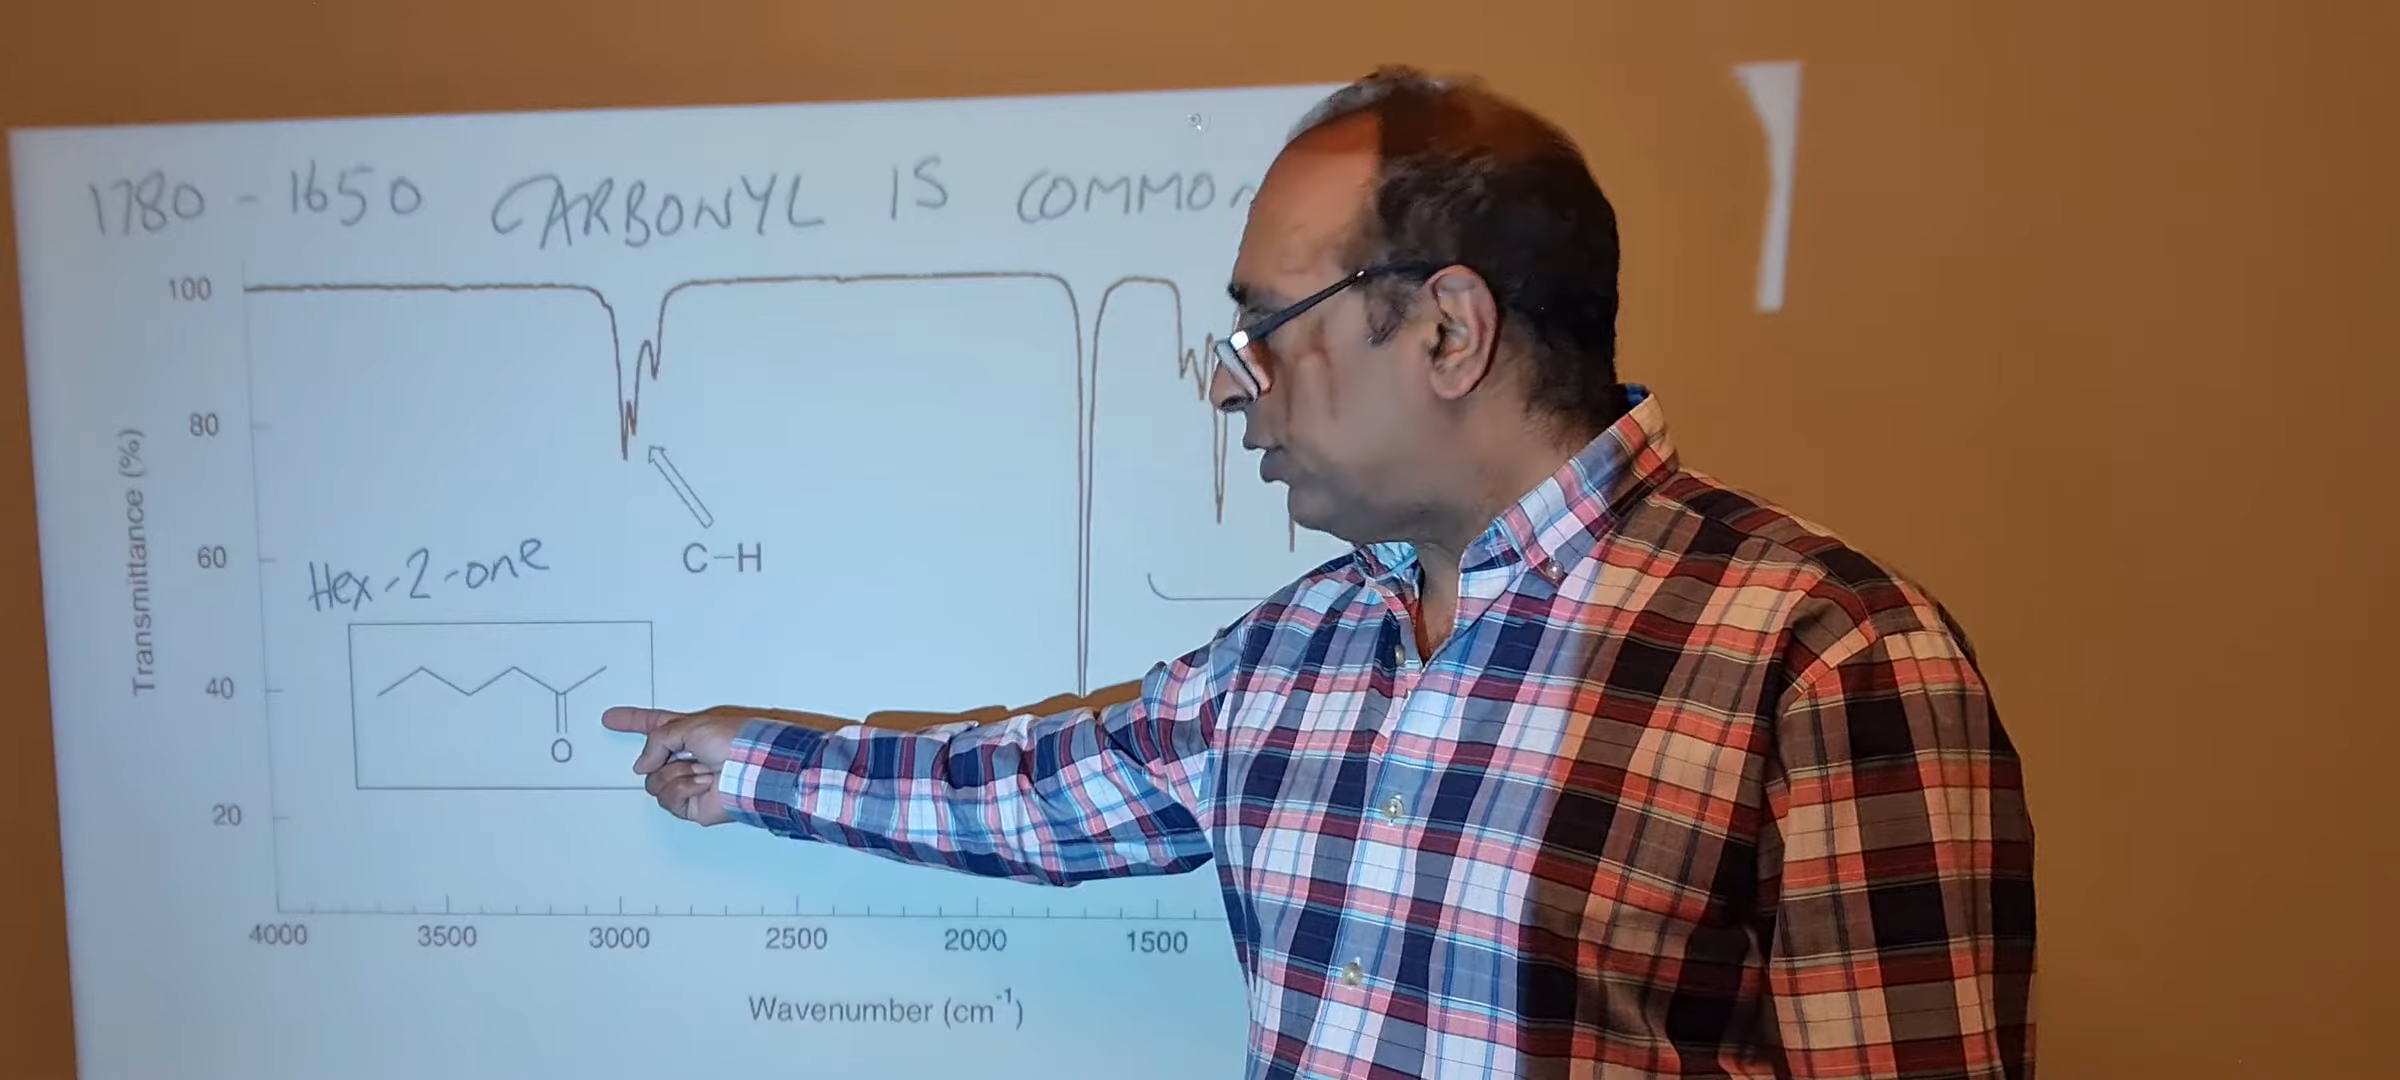 1780 - 1650 CARBONYL IS COMMON
100
80
60
40
20
Transmittance (%)
C-H
Hex-2-one
O
4000 3500 3000 2500 2000 1500
Wavenumber (cm⁻¹)